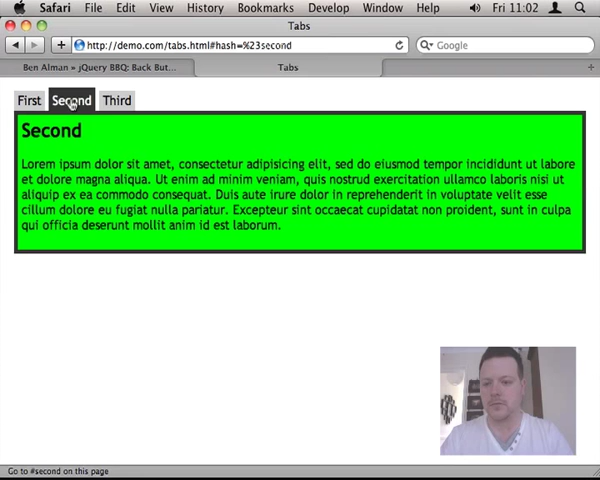 Safari File Edit View History Bookmarks Develop Window Fri 11:02
Tabs
http://demo.com/tabs.html#hash=%23second
Google
Ben Alman » jQuery BBQ: Back But...
Tabs
First Second Third
Second
Lorem ipsum dolor sit amet, consectetur adipisicing elit, sed do eiusmod tempor incididunt ut labore
et dolore magna aliqua. Ut enim ad minim veniam, quis nostrud exercitation ullamco laboris nisi ut
aliquip ex ea commodo consequat. Duis aute irure dolor in reprehenderit in voluptate velit esse
cillum dolore eu fugiat nulla pariatur. Excepteur sint occaecat cupidatat non proident, sunt in culpa
qui officia deserunt mollit anim id est laborum.
Go to #second on this page